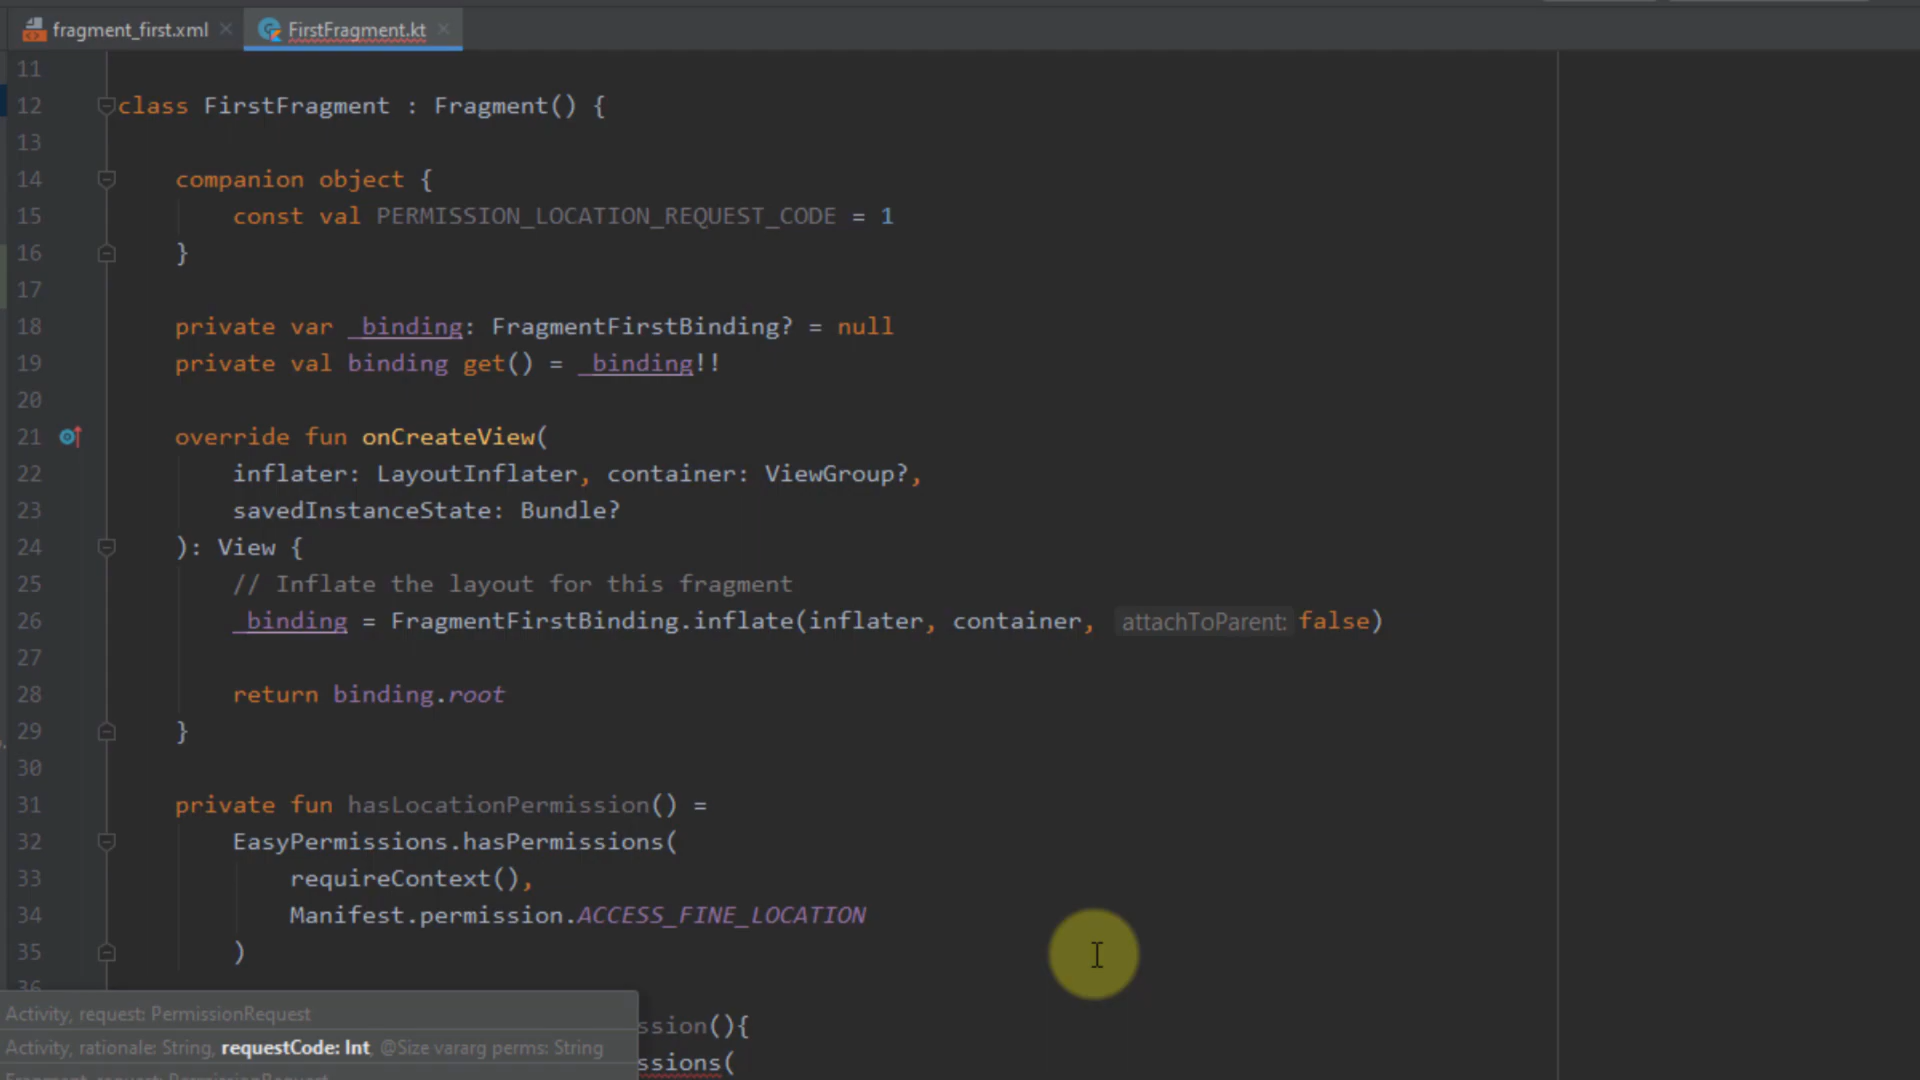 fragment_first.xml
FirstFragment.kt
11
12 class FirstFragment : Fragment() {
13
14 companion object {
15 const val PERMISSION_LOCATION_REQUEST_CODE = 1
16 }
17
18 private var _binding: FragmentFirstBinding? = null
19 private val binding get() = _binding!!
20
21 override fun onCreateView(
22 inflater: LayoutInflater, container: ViewGroup?,
23 savedInstanceState: Bundle?
24 ): View {
25 // Inflate the layout for this fragment
26 _binding = FragmentFirstBinding.inflate(inflater, container, attachToParent: false)
27
28 return binding.root
29 }
30
31 private fun hasLocationPermission() =
32 EasyPermissions.hasPermissions(
33 requireContext(),
34 Manifest.permission.ACCESS_FINE_LOCATION
35 )
36
Activity, request: PermissionRequest
ssion(){
Activity, rationale: String, requestCode: Int, @Size vararg perms: String
ssions(
Fragment, request: PermissionRequest